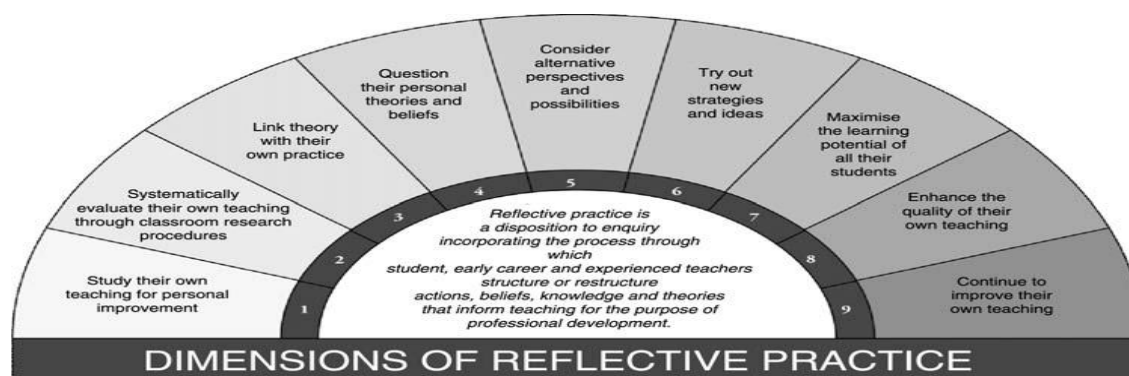 Study their own
teaching for personal
improvement
1
Systematically
evaluate their own teaching
through classroom research
procedures
2
Link theory
with their
own practice
3
Question
their personal
theories and
beliefs
4
Consider
alternative
perspectives
and
possibilities
5
Try out
new
strategies
and ideas
6
Maximise
the learning
potential of
all their
students
7
Enhance the
quality of their
own teaching
8
Continue to
improve their
own teaching
9
Reflective practice is
a disposition to enquiry
incorporating the process through
which
student, early career and experienced teachers
structure or restructure
actions, beliefs, knowledge and theories
that inform teaching for the purpose of
professional development.
DIMENSIONS OF REFLECTIVE PRACTICE